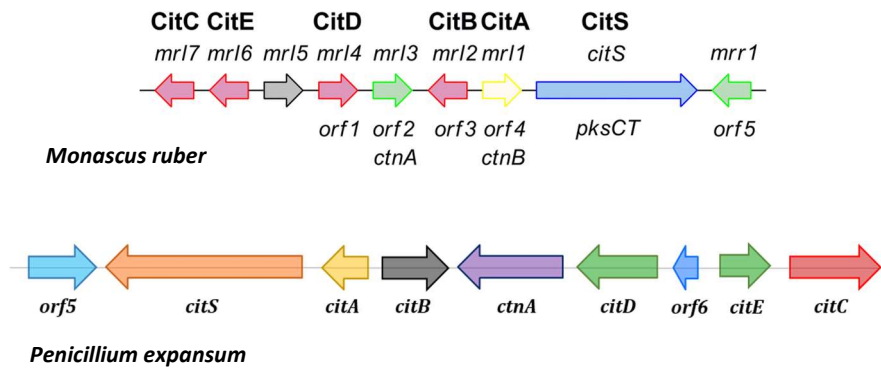 CitC CitE CitD CitB CitA CitS
mrl7 mrl6 mrl5 mrl4 mrl3 mrl2 mrl1 citS mrr1
orf1 orf2 orf3 orf4 pksCT orf5
ctnA ctnB
Monascus ruber
orf5 citS citA citB ctnA citD orf6 citE citC
Penicillium expansum